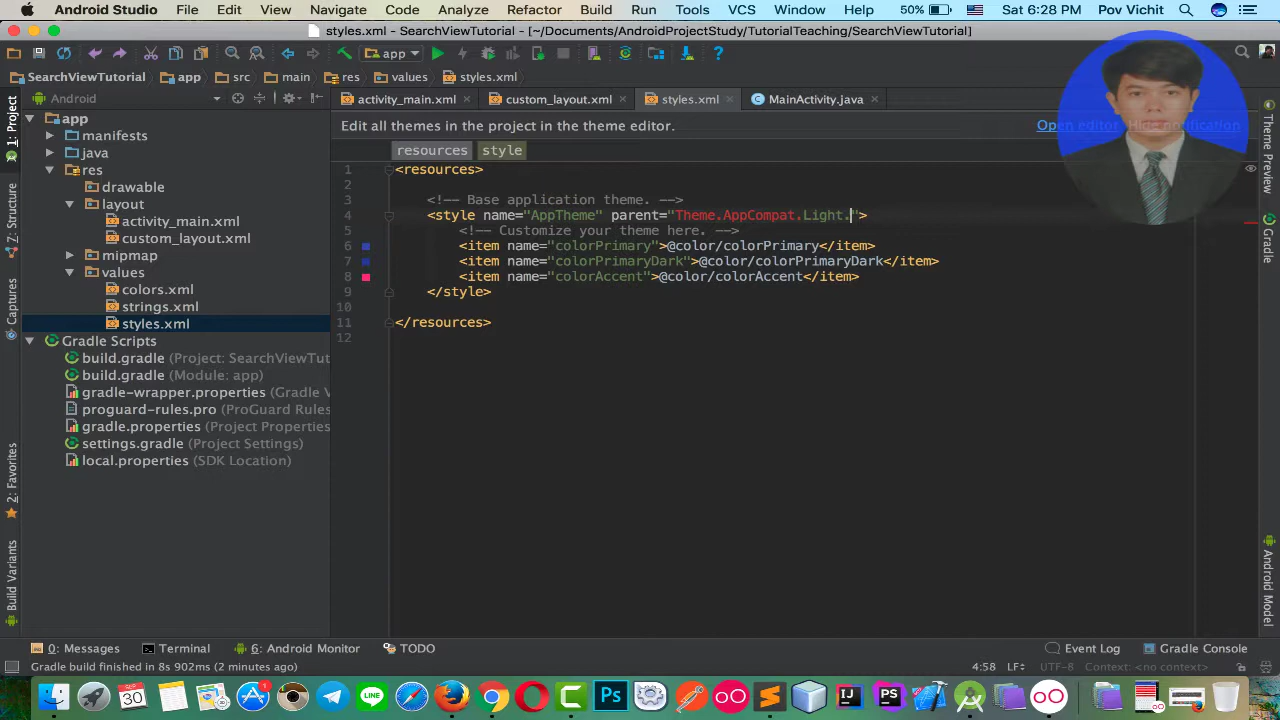 Android Studio File Edit View Navigate Code Analyze Refactor Build Run Tools VCS Window Help 50% Sat 6:28 PM Pov Vichit
styles.xml - SearchViewTutorial - [~/Documents/AndroidProjectStudy/TutorialTeaching/SearchViewTutorial]
app
SearchViewTutorial app src main res values styles.xml
Android
activity_main.xml custom_layout.xml styles.xml MainActivity.java
Edit all themes in the project in the theme editor. Open editor Hide notification
resources style
1: Project
7: Structure
Captures
2: Favorites
Build Variants
app
manifests
java
res
drawable
layout
activity_main.xml
custom_layout.xml
mipmap
values
colors.xml
strings.xml
styles.xml
Gradle Scripts
build.gradle (Project: SearchViewTut
build.gradle (Module: app)
gradle-wrapper.properties (Gradle V
proguard-rules.pro (ProGuard Rules
gradle.properties (Project Properties
settings.gradle (Project Settings)
local.properties (SDK Location)
1 <resources>
2
3 <!-- Base application theme. -->
4 <style name="AppTheme" parent="Theme.AppCompat.Light.">
5 <!-- Customize your theme here. -->
6 <item name="colorPrimary">@color/colorPrimary</item>
7 <item name="colorPrimaryDark">@color/colorPrimaryDark</item>
8 <item name="colorAccent">@color/colorAccent</item>
9 </style>
10
11 </resources>
12
Theme Preview
Gradle
Android Model
0: Messages Terminal 6: Android Monitor TODO Event Log Gradle Console
Gradle build finished in 8s 902ms (2 minutes ago) 4:58 LF÷ UTF-8 Context: <no context>
30 LINE Ps IJ PS